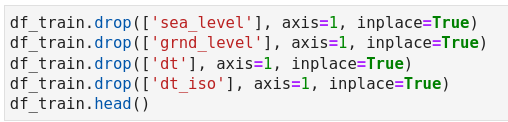 df_train.drop(['sea_level'], axis=1, inplace=True)
df_train.drop(['grnd_level'], axis=1, inplace=True)
df_train.drop(['dt'], axis=1, inplace=True)
df_train.drop(['dt_iso'], axis=1, inplace=True)
df_train.head()